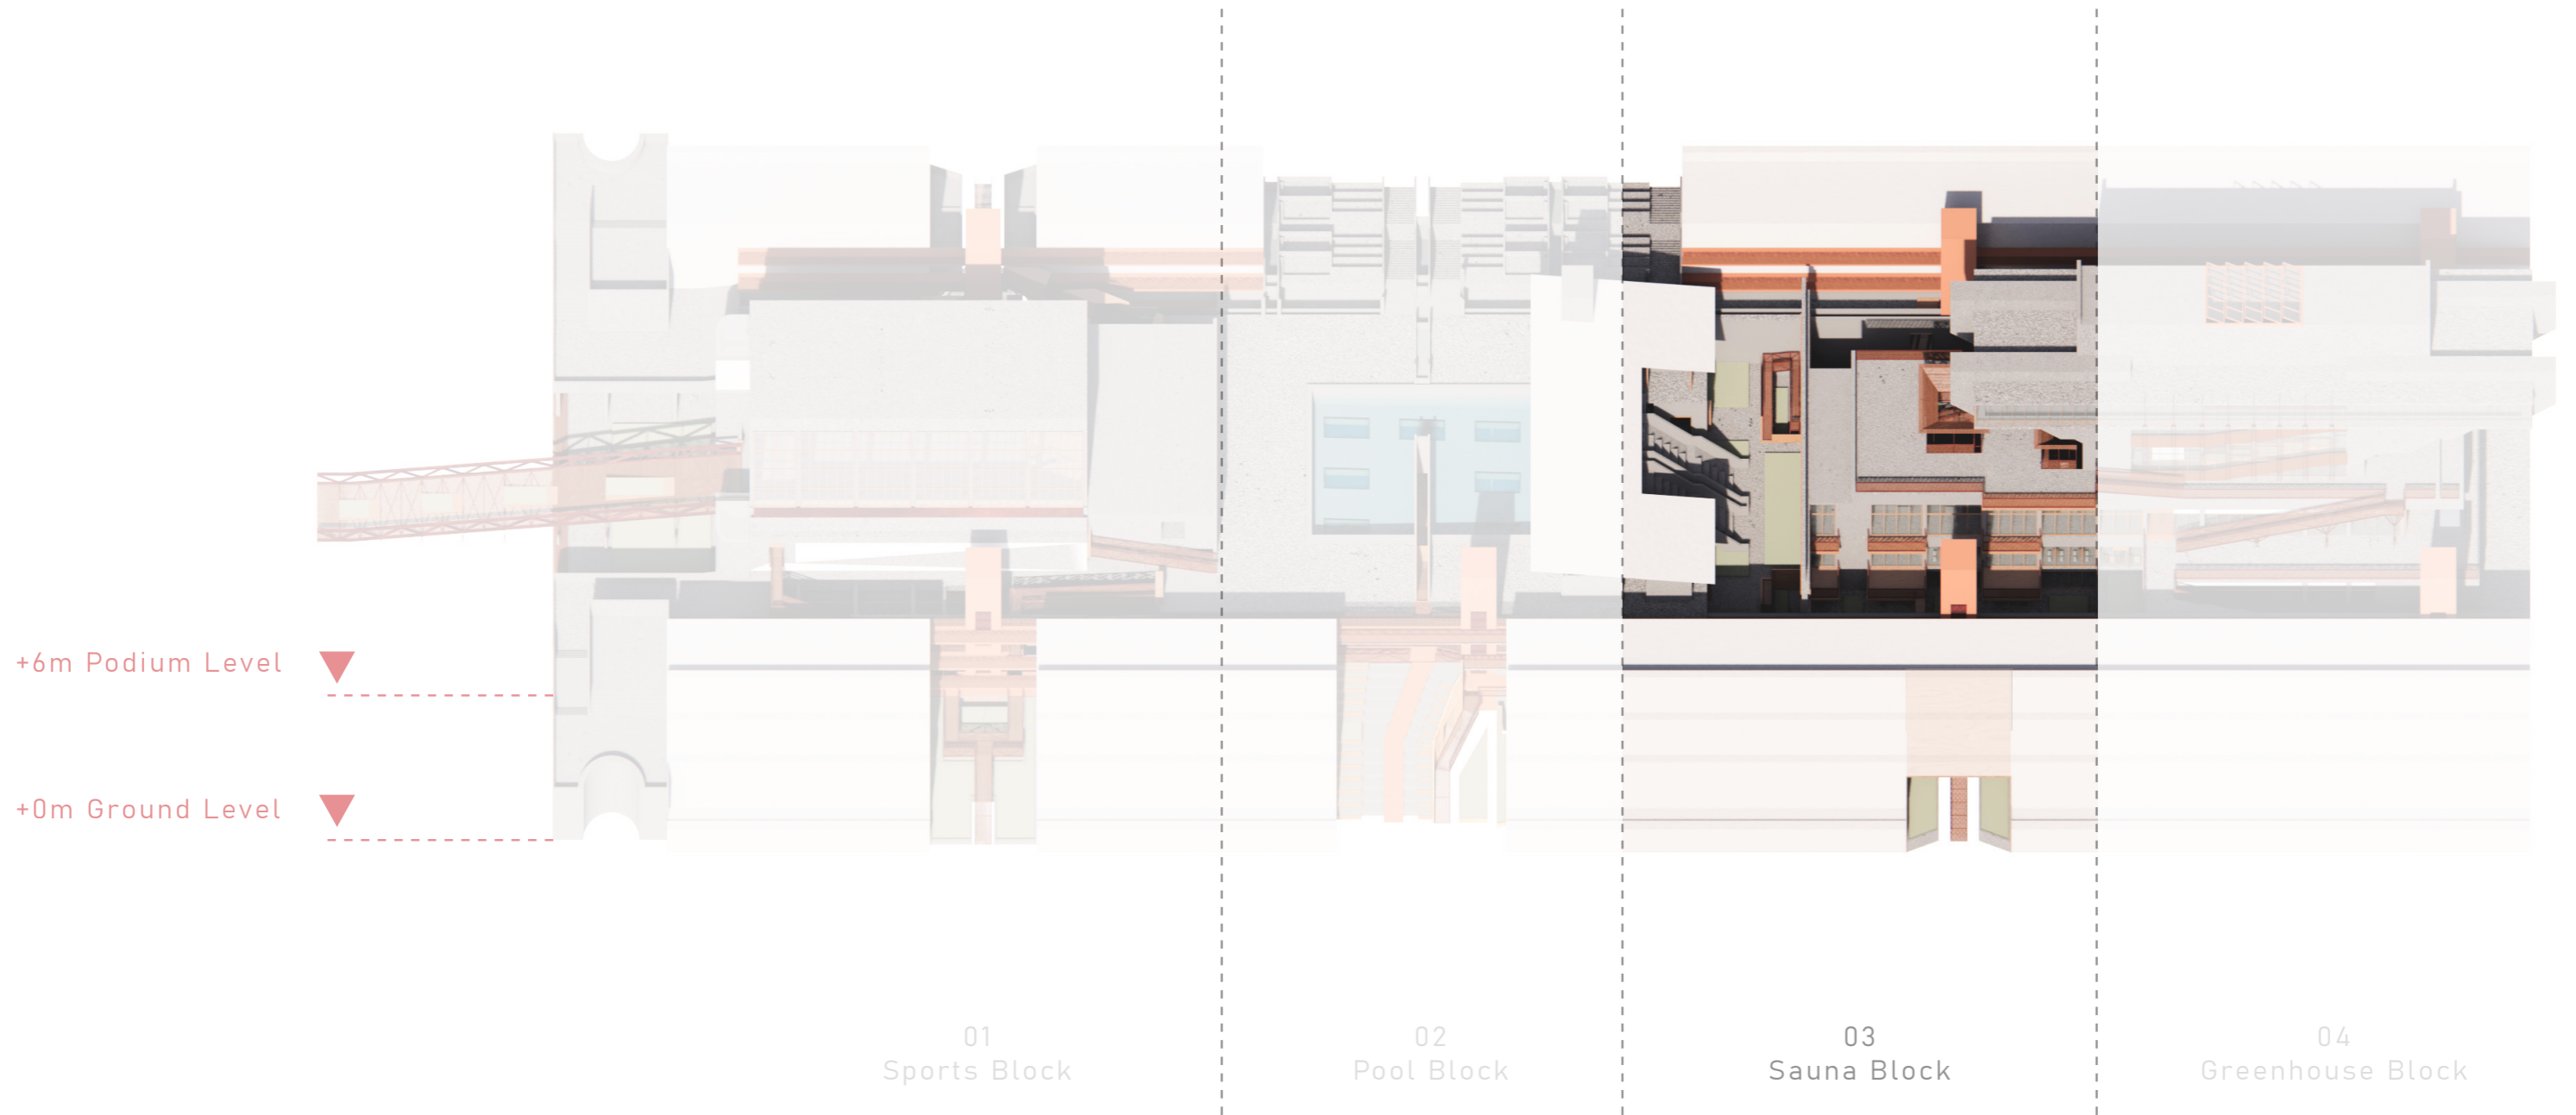 +6m Podium Level
+0m Ground Level
01
Sports Block
02
Pool Block
03
Sauna Block
04
Greenhouse Block